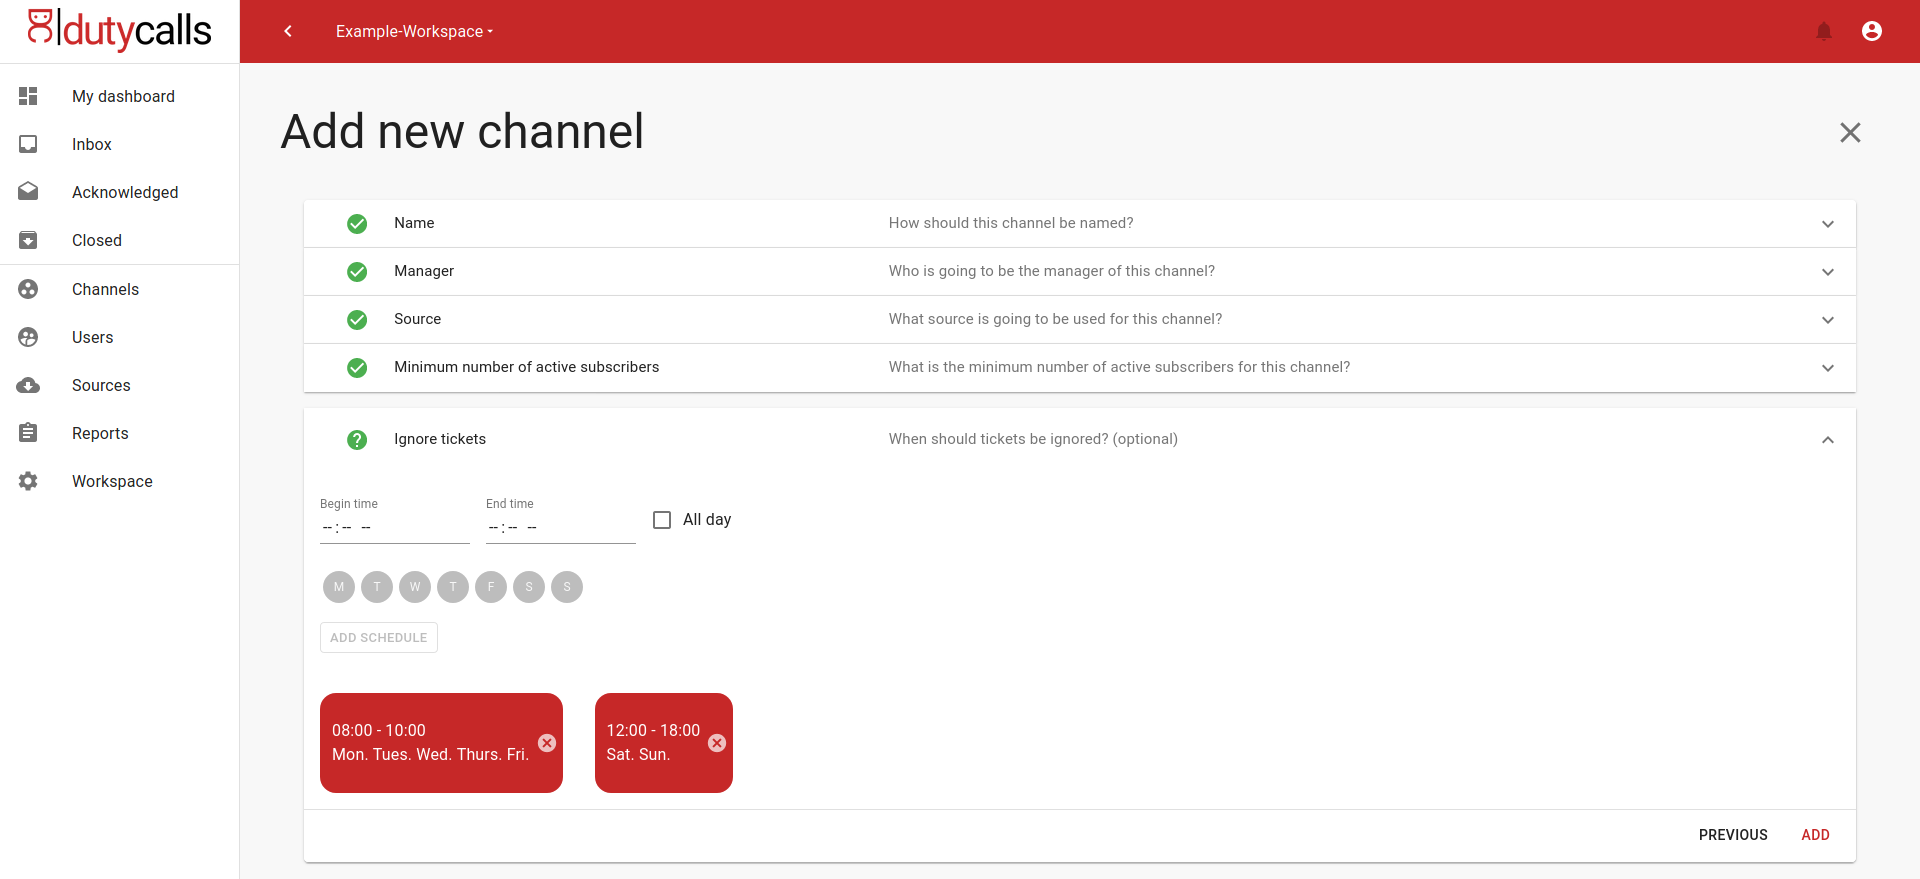 dutycalls
Example-Workspace
My dashboard
Inbox
Acknowledged
Closed
Channels
Users
Sources
Reports
Workspace
Add new channel
Name How should this channel be named?
Manager Who is going to be the manager of this channel?
Source What source is going to be used for this channel?
Minimum number of active subscribers What is the minimum number of active subscribers for this channel?
? Ignore tickets When should tickets be ignored? (optional)
Begin time End time
--:-- -- --:-- -- All day
M T W T F S S
ADD SCHEDULE
08:00 - 10:00
Mon. Tues. Wed. Thurs. Fri.
12:00 - 18:00
Sat. Sun.
PREVIOUS ADD